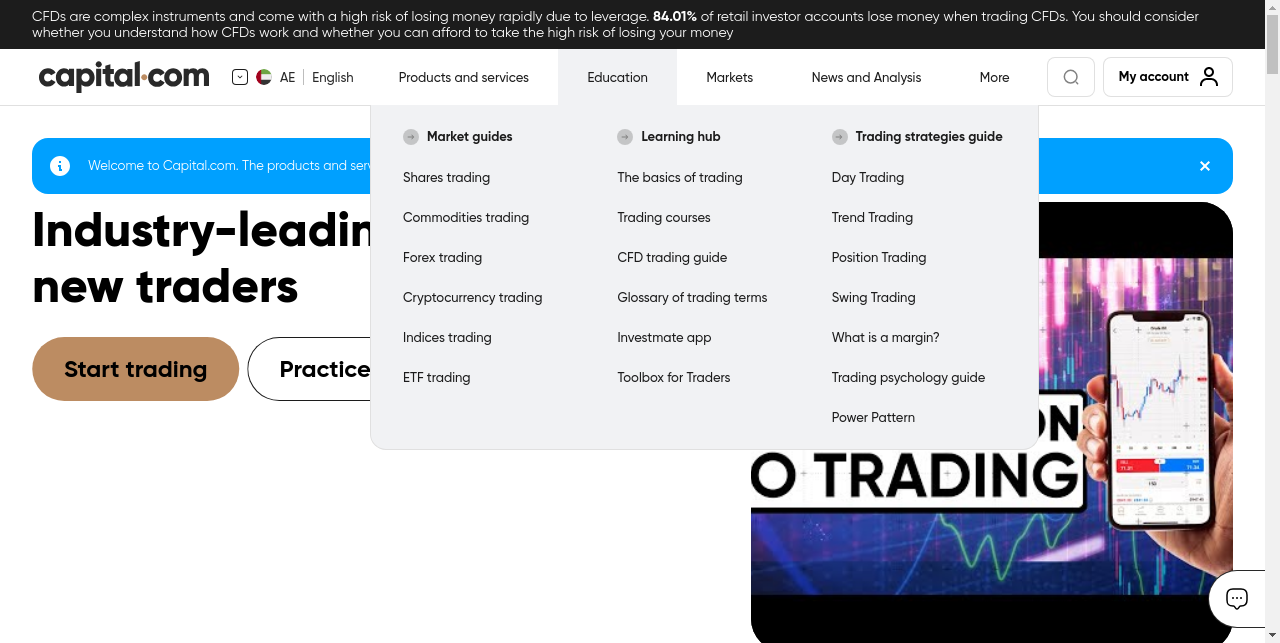 CFDs are complex instruments and come with a high risk of losing money rapidly due to leverage. 84.01% of retail investor accounts lose money when trading CFDs. You should consider
whether you understand how CFDs work and whether you can afford to take the high risk of losing your money
capital.com
AE
English
Products and services
Education
Markets
News and Analysis
More
My account
Market guides
Shares trading
Commodities trading
Forex trading
Cryptocurrency trading
Indices trading
ETF trading
Learning hub
The basics of trading
Trading courses
CFD trading guide
Glossary of trading terms
Investmate app
Toolbox for Traders
Trading strategies guide
Day Trading
Trend Trading
Position Trading
Swing Trading
What is a margin?
Trading psychology guide
Power Pattern
Welcome to Capital.com. The products and serv
Industry-leadin
new traders
Start trading
Practice
ON
O TRADING